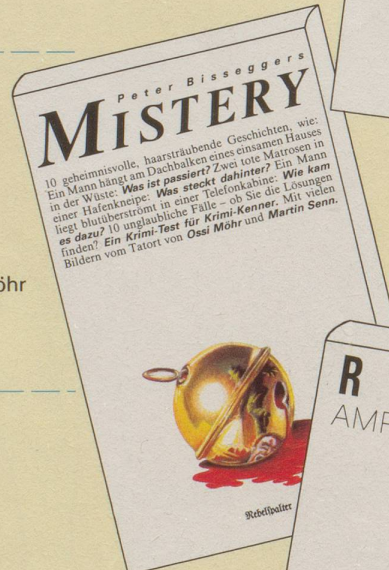 Peter Bisseggers
MISTERY
10 geheimnisvolle, haarsträubende Geschichten, wie:
Ein Mann hängt am Dachbalken eines einsamen Hauses
in der Wüste: Was ist passiert? Zwei tote Matrosen in
einer Hafenkneipe: Was steckt dahinter? Ein Mann
liegt blutüberströmt in einer Telefonkabine: Wie kam
es dazu? 10 unglaubliche Fälle – ob Sie die Lösungen
finden? Ein Krimi-Test für Krimi-Kenner. Mit vielen
Bildern vom Tatort von Ossi Möhr und Martin Senn.
öhr
R
AMP
Nebelspalter